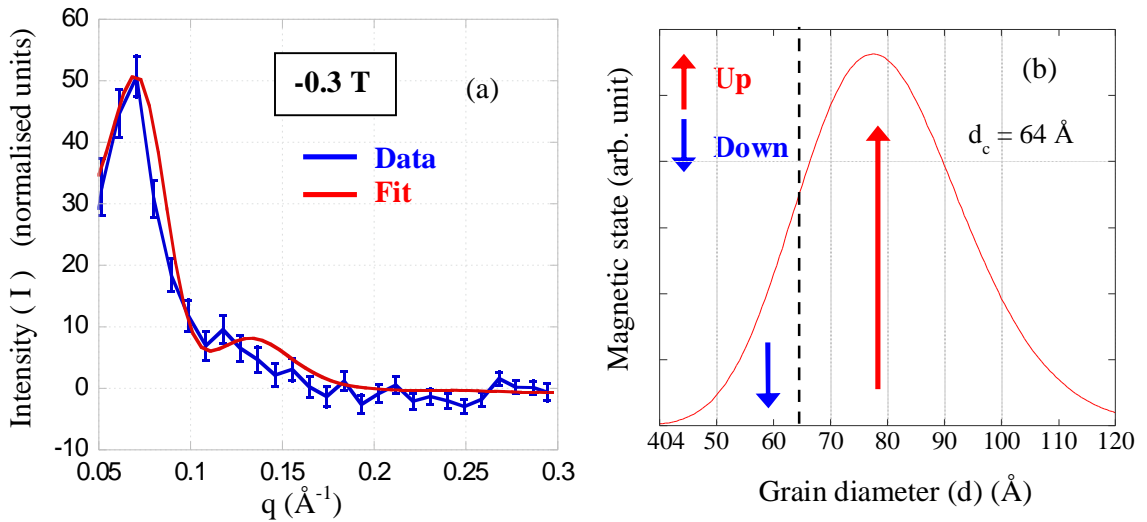 60
50
40
30
20
10
0
-10
0.05
0.1
0.15
0.2
0.25
0.3
Intensity ( I ) (normalised units)
q (Å-1)
-0.3 T
(a)
Data
Fit
Magnetic state (arb. unit)
Up
Down
(b)
dc = 64 Å
404
50
60
70
80
90
100
110
120
Grain diameter (d) (Å)